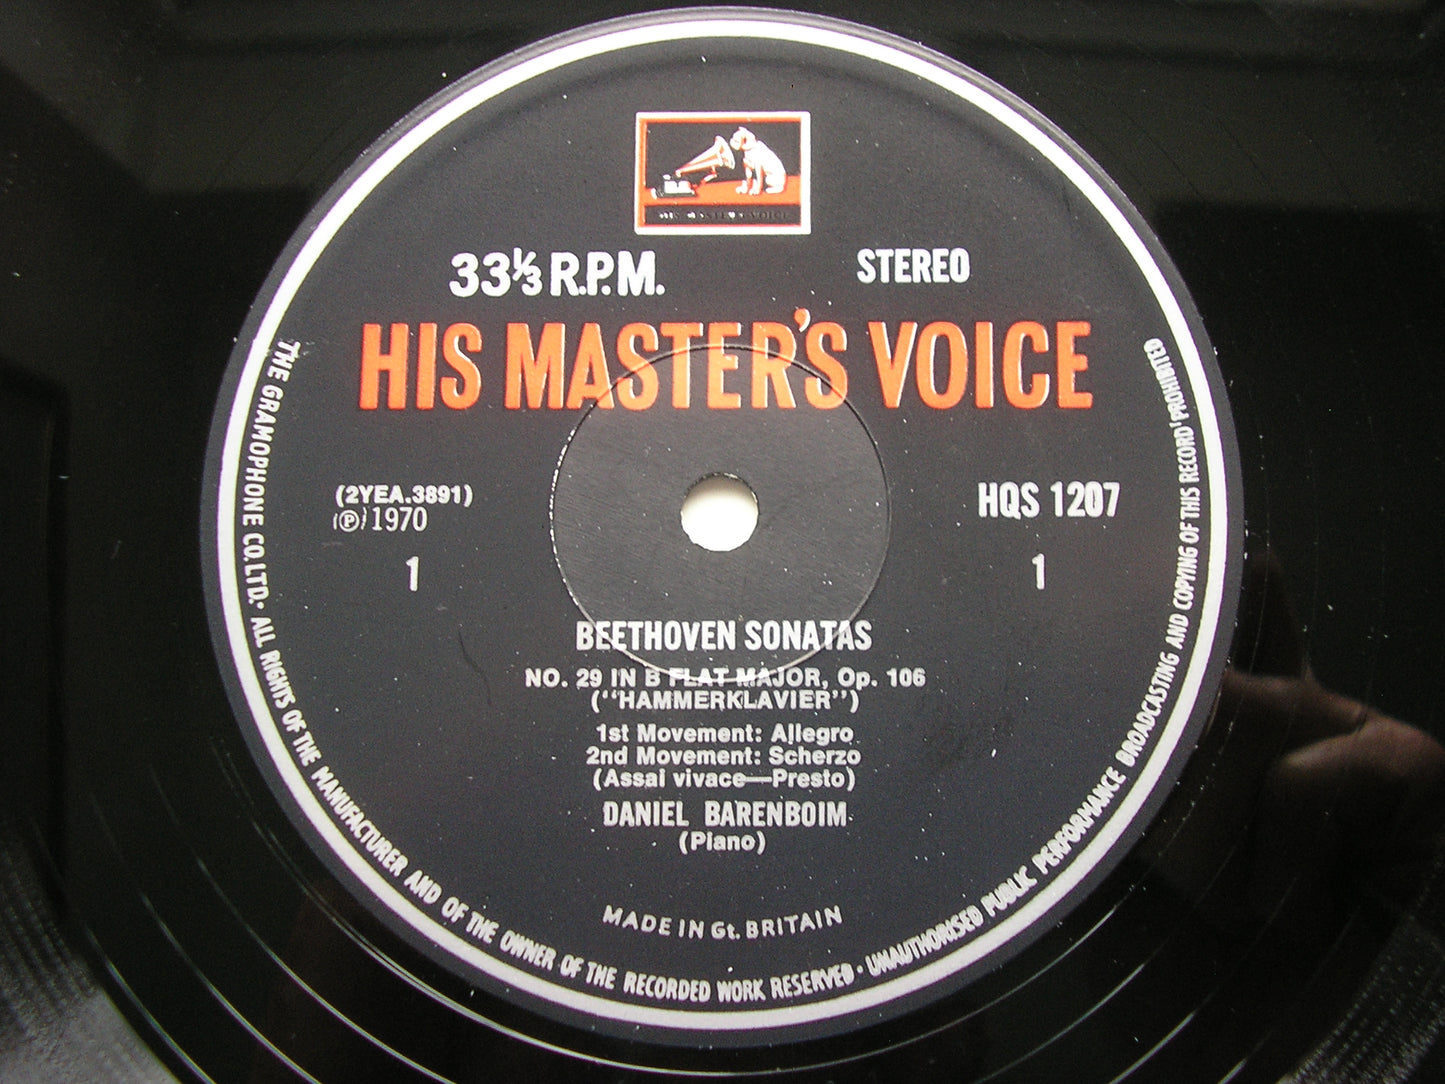 HIS MASTER'S VOICE
33⅓ R.P.M.
STEREO
HIS MASTER'S VOICE
(2YEA.3891)
Ⓟ 1970
HQS 1207
1
1
BEETHOVEN SONATAS
NO. 29 IN B FLAT MAJOR, Op. 106
("HAMMERKLAVIER")
1st Movement: Allegro
2nd Movement: Scherzo
(Assai vivace—Presto)
DANIEL BARENBOIM
(Piano)
MADE IN Gt. BRITAIN
THE GRAMOPHONE CO. LTD. · ALL RIGHTS OF THE MANUFACTURER AND OF THE OWNER OF THE RECORDED WORK RESERVED · UNAUTHORISED PUBLIC PERFORMANCE BROADCASTING AND COPYING OF THIS RECORD PROHIBITED